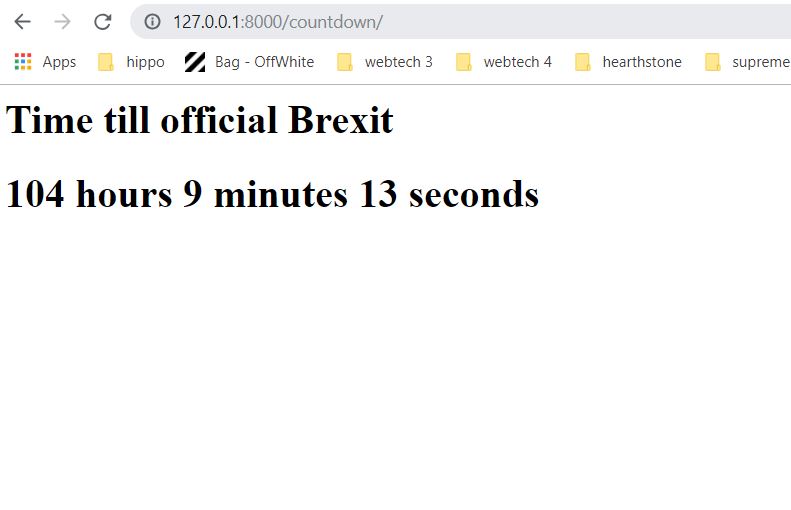 127.0.0.1:8000/countdown/
Apps hippo Bag - OffWhite webtech 3 webtech 4 hearthstone supreme
Time till official Brexit
104 hours 9 minutes 13 seconds